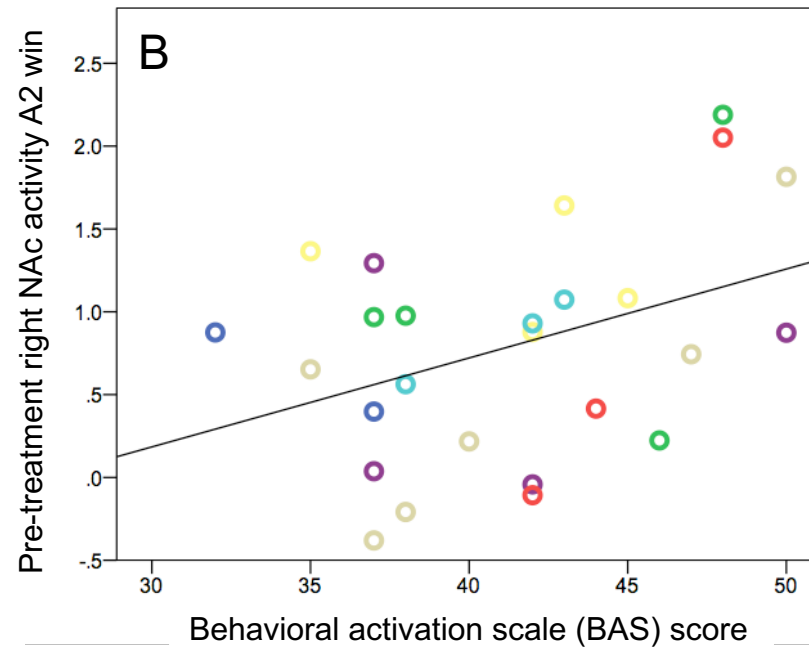 B
Pre-treatment right NAc activity A2 win
2.5
2.0
1.5
1.0
.5
.0
-.5
30 35 40 45 50
Behavioral activation scale (BAS) score